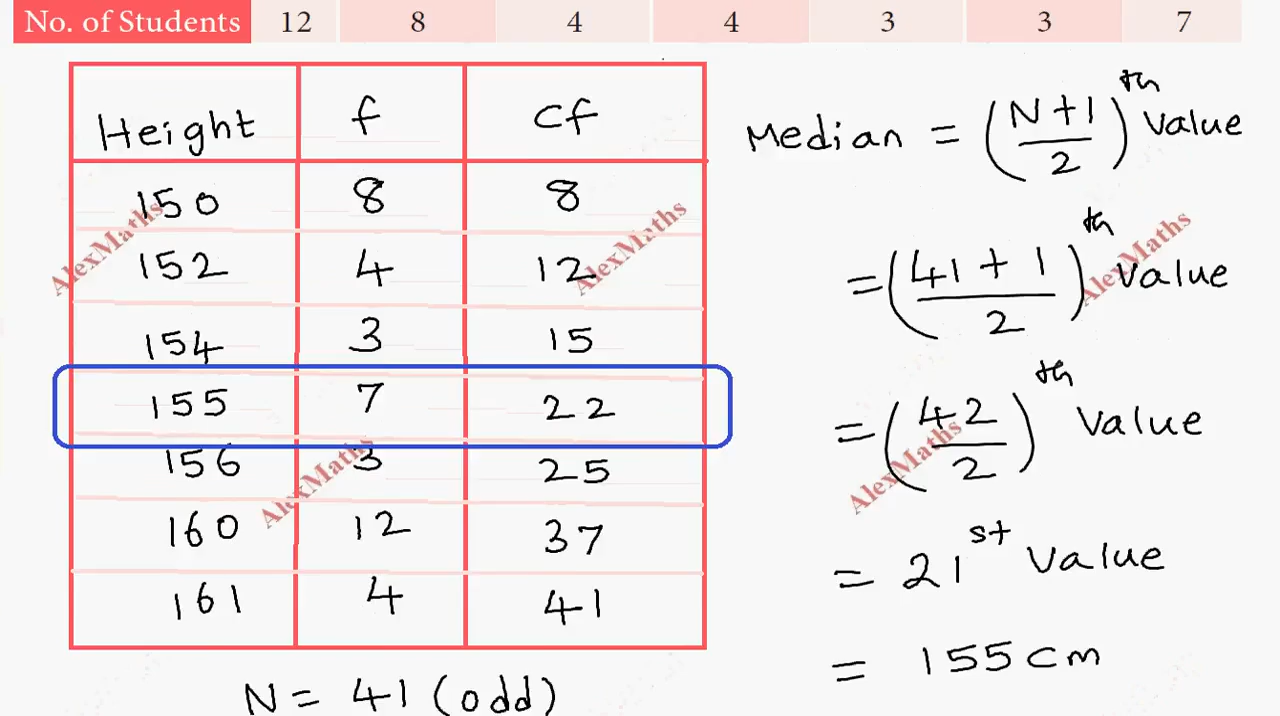 No. of Students 12 8 4 4 3 3 7
Height f cf
150 8 8
152 4 12
154 3 15
155 7 22
156 3 25
160 12 37
161 4 41
N = 41 (odd)
Median = (N+1/2)th Value
= (41+1/2)th Value
= (42/2)th Value
= 21st Value
= 155 cm
AlexMaths
AlexMaths
AlexMaths
AlexMaths
AlexMaths